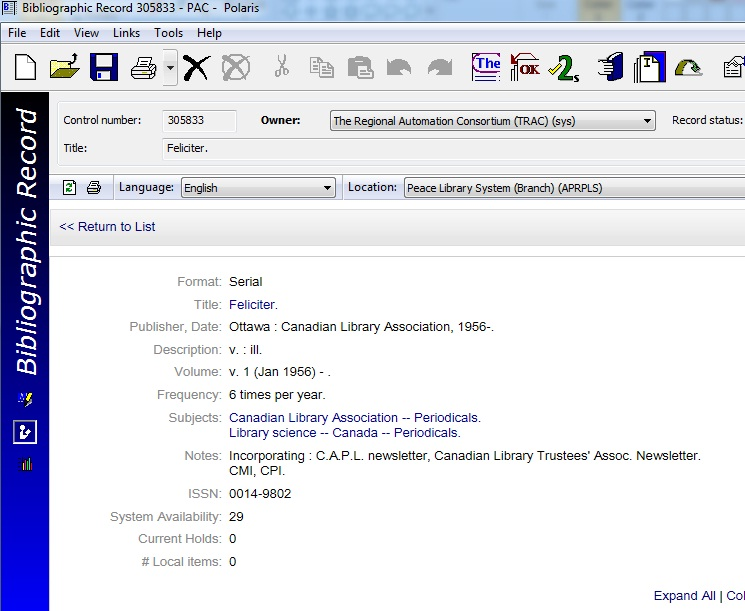 Bibliographic Record 305833 - PAC - Polaris
File Edit View Links Tools Help
The OK 2s
Control number: 305833 Owner: The Regional Automation Consortium (TRAC) (sys) Record status:
Title: Feliciter.
Language: English Location: Peace Library System (Branch) (APRPLS)
Bibliographic Record
<< Return to List
Format: Serial
Title: Feliciter.
Publisher, Date: Ottawa : Canadian Library Association, 1956-.
Description: v. : ill.
Volume: v. 1 (Jan 1956) - .
Frequency: 6 times per year.
Subjects: Canadian Library Association -- Periodicals.
Library science -- Canada -- Periodicals.
Notes: Incorporating : C.A.P.L. newsletter, Canadian Library Trustees' Assoc. Newsletter.
CMI, CPI.
ISSN: 0014-9802
System Availability: 29
Current Holds: 0
# Local items: 0
Expand All | Col